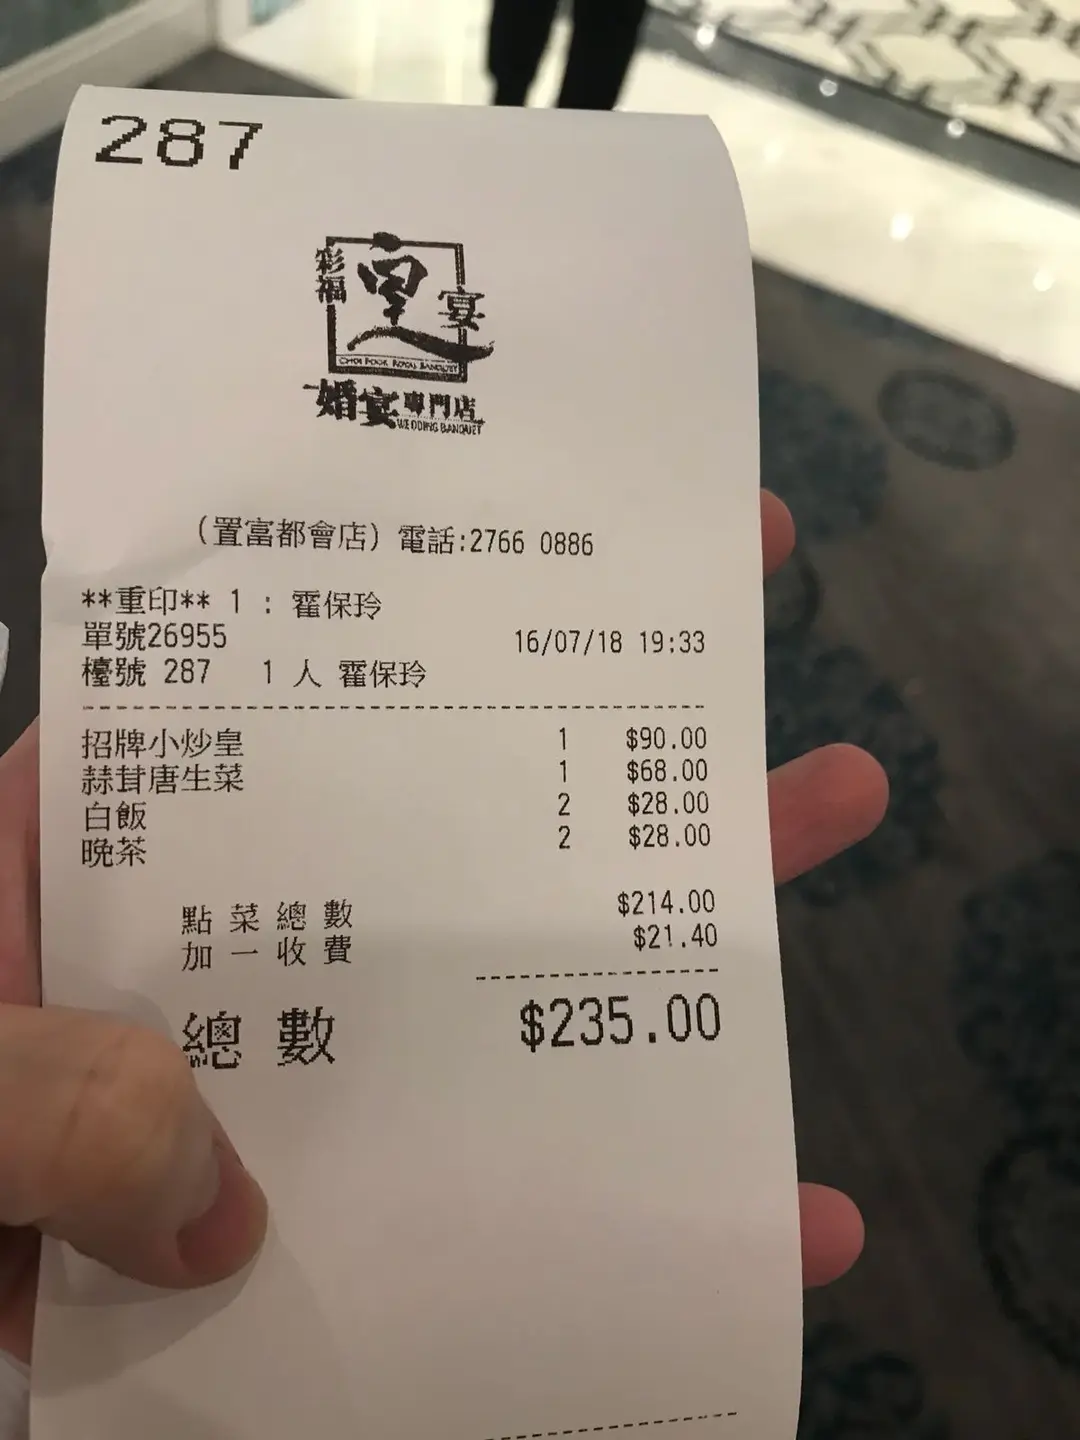 287
彩福
皇
宴
CHOI FOOK ROYAL BANQUET
婚宴專門店
WEDDING BANQUET
(置富都會店) 電話:2766 0886
**重印** 1 : 霍保玲
單號26955 16/07/18 19:33
檯號 287 1 人 霍保玲
招牌小炒皇 1 $90.00
蒜茸唐生菜 1 $68.00
白飯 2 $28.00
晚茶 2 $28.00
點菜總數 $214.00
加一收費 $21.40
總數 $235.00